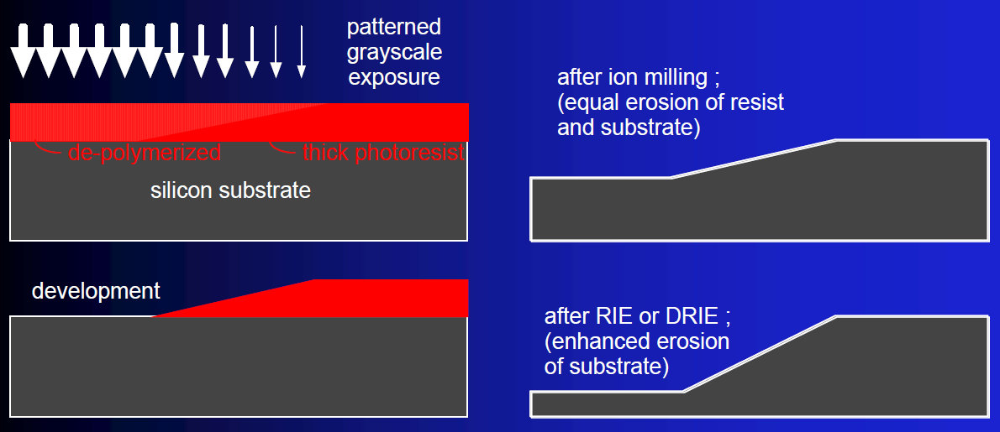 patterned
grayscale
exposure
de-polymerized
thick photoresist
silicon substrate
development
after ion milling ;
(equal erosion of resist
and substrate)
after RIE or DRIE ;
(enhanced erosion
of substrate)